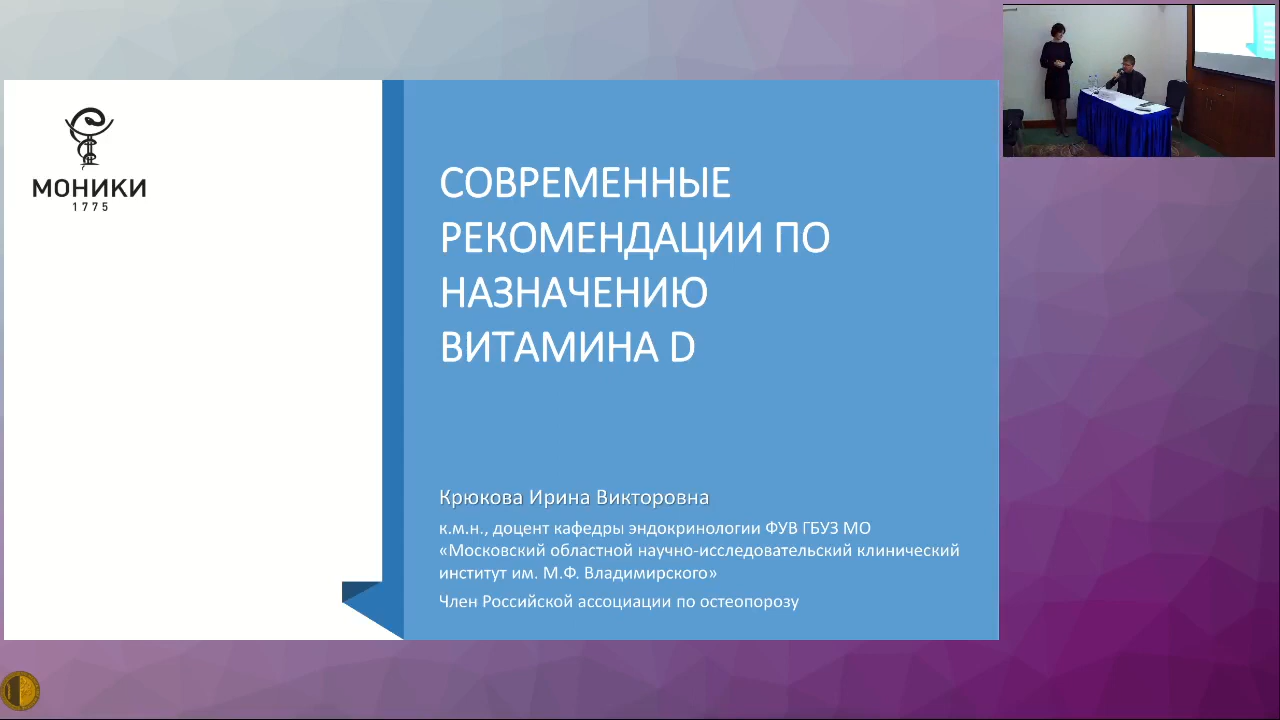 МОНИКИ
1775
СОВРЕМЕННЫЕ
РЕКОМЕНДАЦИИ ПО
НАЗНАЧЕНИЮ
ВИТАМИНА D
Крюкова Ирина Викторовна
к.м.н., доцент кафедры эндокринологии ФУВ ГБУЗ МО
«Московский областной научно-исследовательский клинический
институт им. М.Ф. Владимирского»
Член Российской ассоциации по остеопорозу